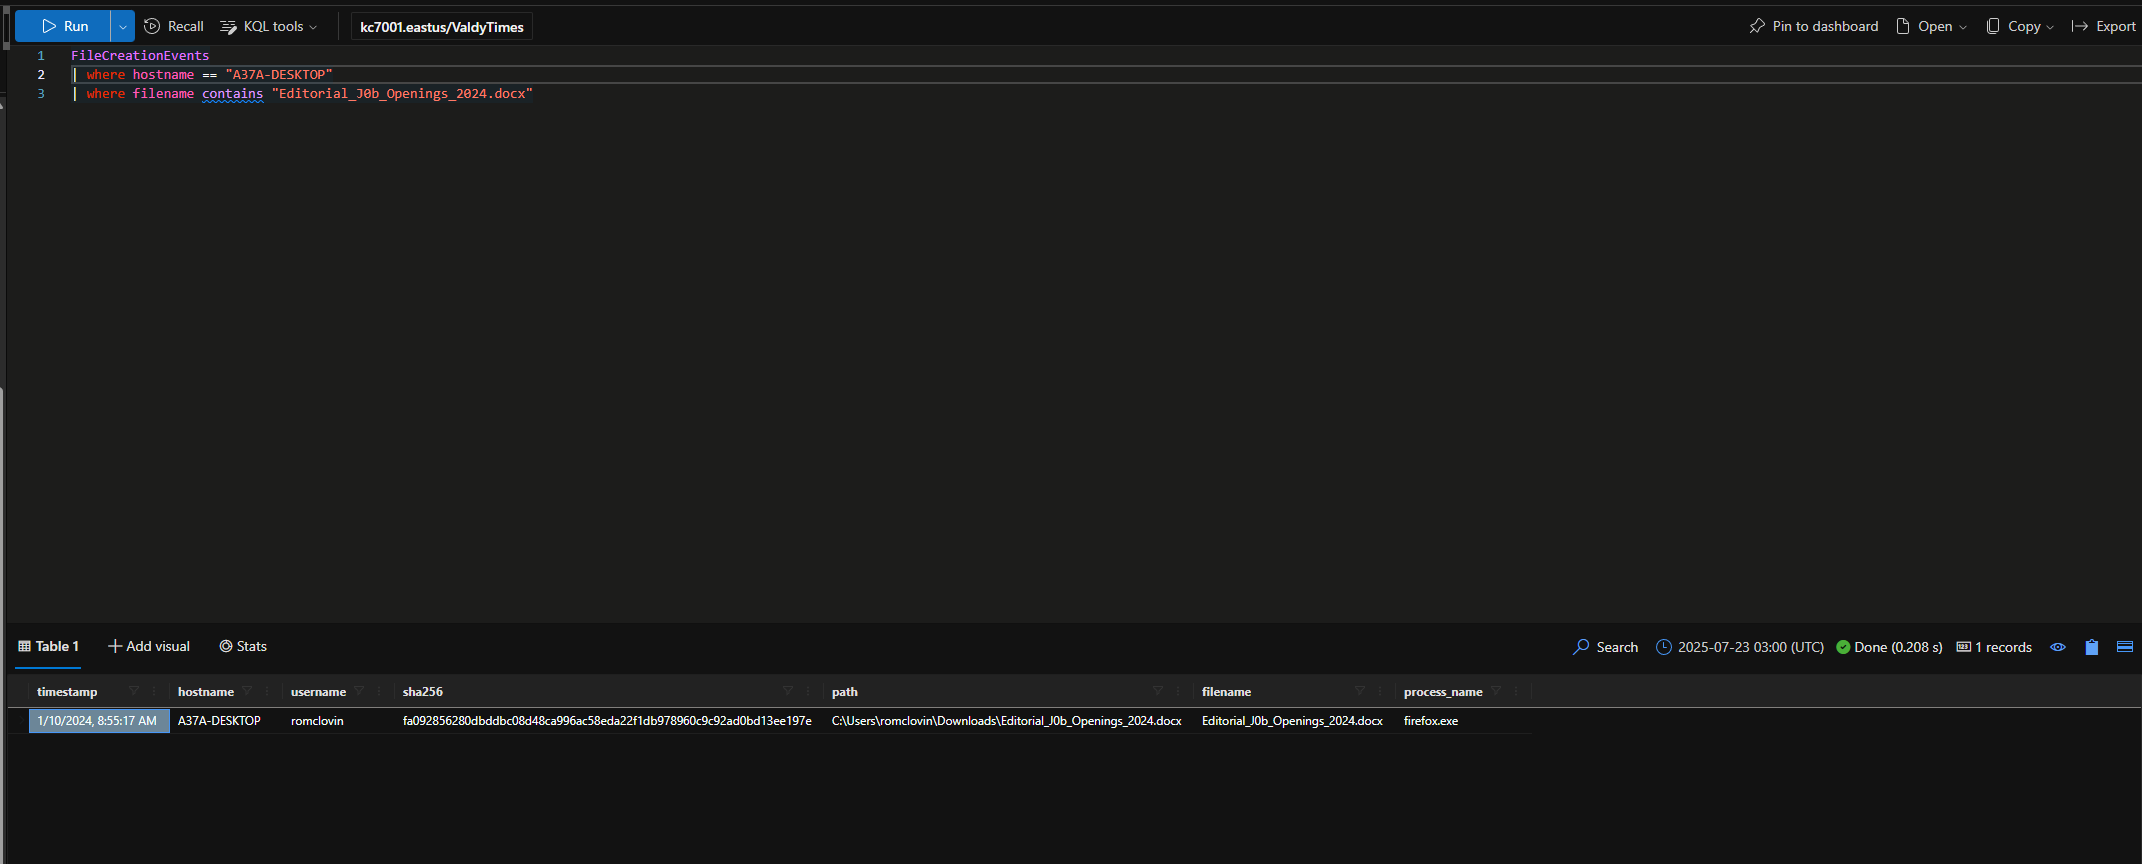 Run Recall KQL tools kc7001.eastus/ValdyTimes Pin to dashboard Open Copy Export
1 FileCreationEvents
2 | where hostname == "A37A-DESKTOP"
3 | where filename contains "Editorial_J0b_Openings_2024.docx"
Table 1 Add visual Stats Search 2025-07-23 03:00 (UTC) Done (0.208 s) 1 records
timestamp hostname username sha256 path filename process_name
1/10/2024, 8:55:17 AM A37A-DESKTOP romclovin fa092856280dbddbc08d48ca996ac58eda22f1db978960c9c92ad0bd13ee197e C:\Users\romclovin\Downloads\Editorial_J0b_Openings_2024.docx Editorial_J0b_Openings_2024.docx firefox.exe